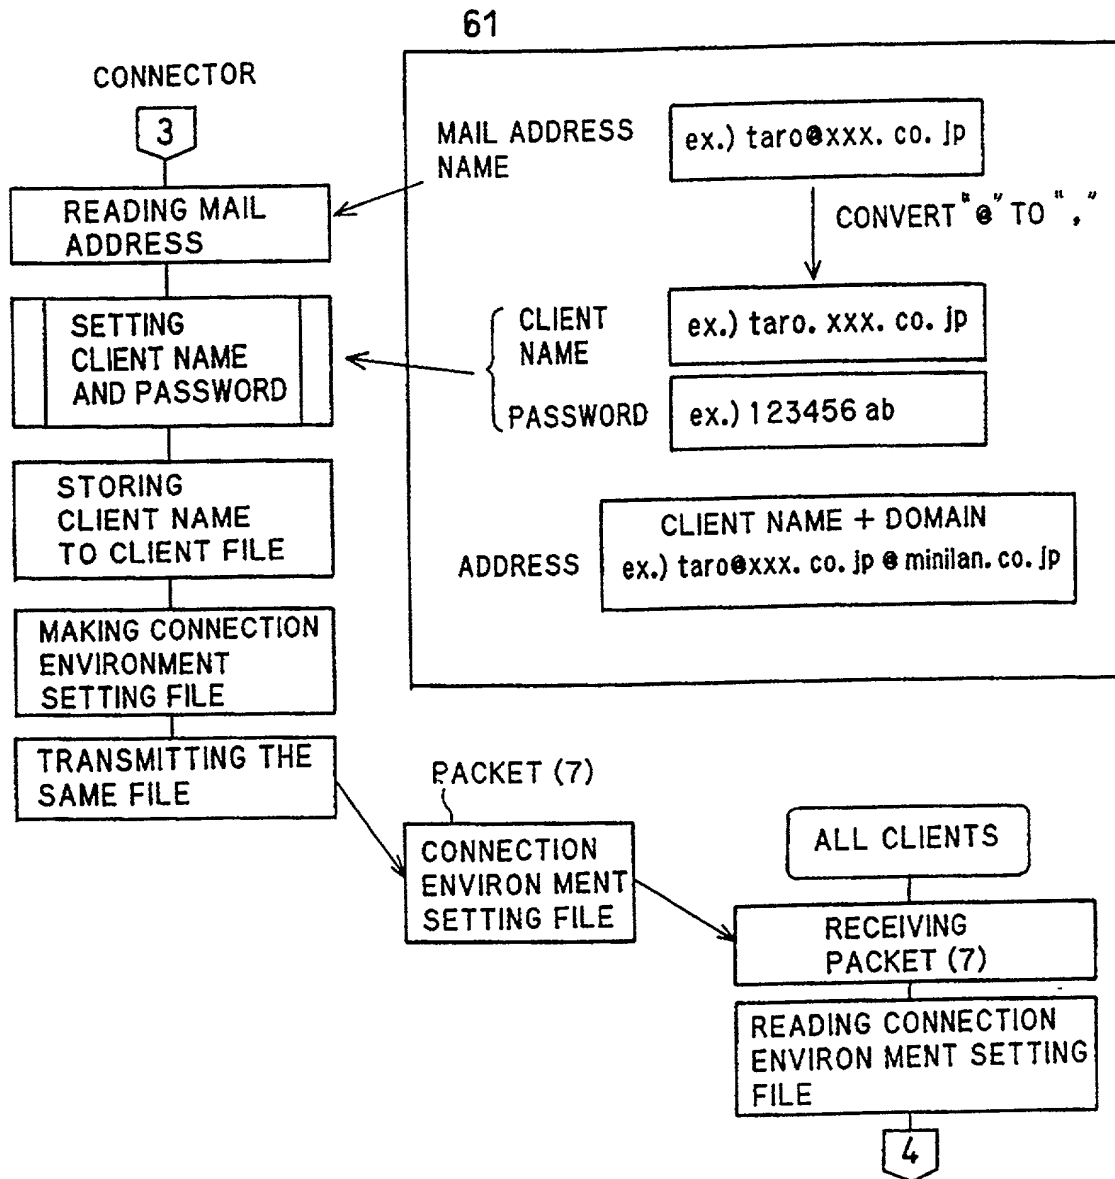 61
CONNECTOR
3
READING MAIL
ADDRESS
SETTING
CLIENT NAME
AND PASSWORD
STORING
CLIENT NAME
TO CLIENT FILE
MAKING CONNECTION
ENVIRONMENT
SETTING FILE
TRANSMITTING THE
SAME FILE
MAIL ADDRESS
NAME
ex.) taro@xxx. co. jp
CONVERT "@" TO ","
CLIENT
NAME
ex.) taro. xxx. co. jp
PASSWORD
ex.) 123456 ab
ADDRESS
CLIENT NAME + DOMAIN
ex.) taro@xxx. co. jp @ minilan. co. jp
PACKET (7)
CONNECTION
ENVIRON MENT
SETTING FILE
ALL CLIENTS
RECEIVING
PACKET (7)
READING CONNECTION
ENVIRON MENT SETTING
FILE
4